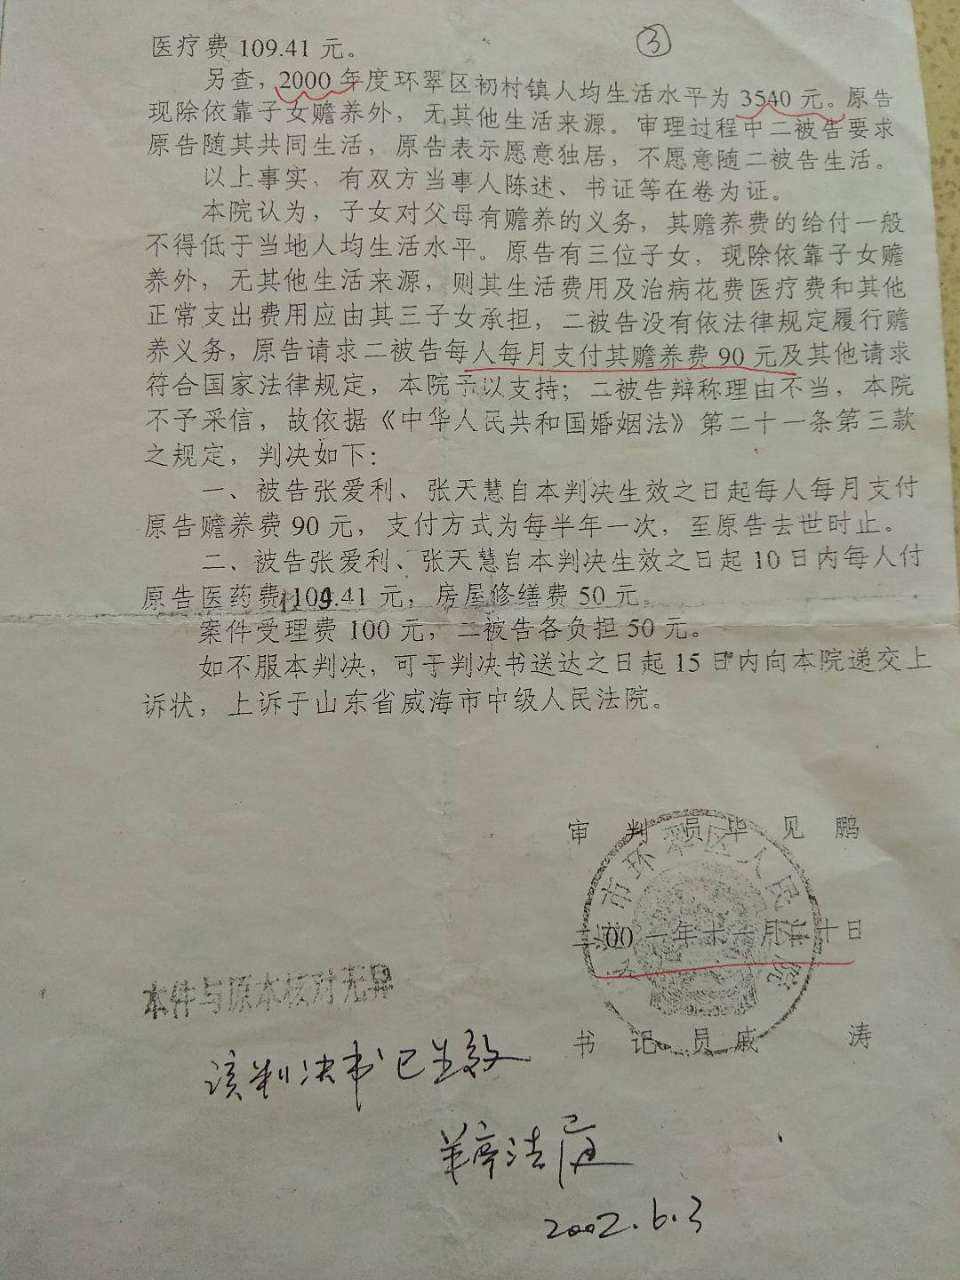 ③
医疗费 109.41 元。
另查，2000 年度环翠区初村镇人均生活水平为 3540 元。原告
现除依靠子女赡养外，无其他生活来源。审理过程中二被告要求
原告随其共同生活，原告表示愿意独居，不愿意随二被告生活。
以上事实，有双方当事人陈述、书证等在卷为证。
本院认为，子女对父母有赡养的义务，其赡养费的给付一般
不得低于当地人均生活水平。原告有三位子女，现除依靠子女赡
养外，无其他生活来源，则其生活费用及治病花费医疗费和其他
正常支出费用应由其三子女承担，二被告没有依法律规定履行赡
养义务，原告请求二被告每人每月支付其赡养费 90 元及其他请求
符合国家法律规定，本院予以支持；二被告辩称理由不当，本院
不予采信，故依据《中华人民共和国婚姻法》第二十一条第三款
之规定，判决如下：
一、被告张爱利、张天慧自本判决生效之日起每人每月支付
原告赡养费 90 元，支付方式为每半年一次，至原告去世时止。
二、被告张爱利、张天慧自本判决生效之日起 10 日内每人付
原告医药费 109.41 元，房屋修缮费 50 元。
案件受理费 100 元，二被告各负担 50 元。
如不服本判决，可于判决书送达之日起 15 日内向本院递交上
诉状，上诉于山东省威海市中级人民法院。
审 判 员 毕 见 鹏
市环翠区人民法院
二00一年十一月 十日
本件与原本核对无异
书 记 员 戚 涛
该判决书已生效
羊亭法庭
2002.6.3